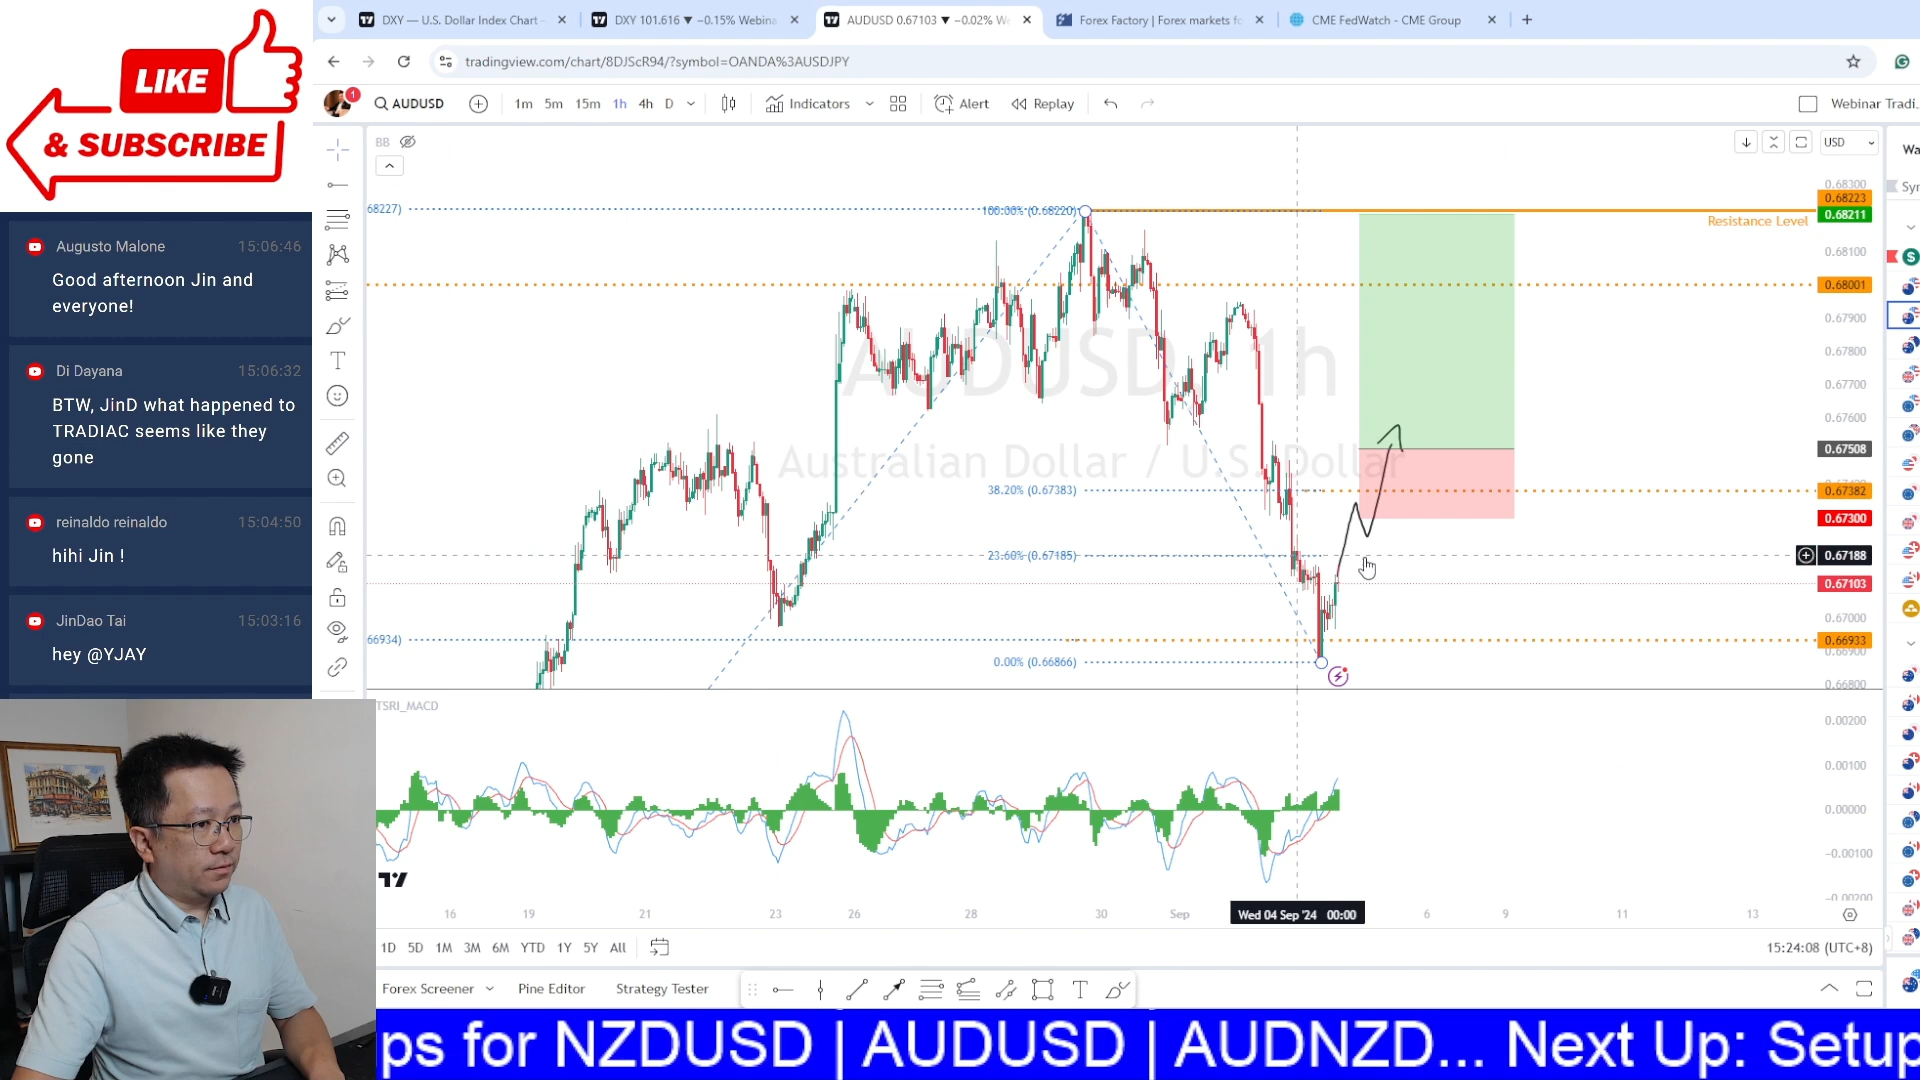 LIKE
& SUBSCRIBE
Augusto Malone 15:06:46
Good afternoon Jin and
everyone!
Di Dayana 15:06:32
BTW, JinD what happened to
TRADIAC seems like they
gone
reinaldo reinaldo 15:04:50
hihi Jin !
JinDao Tai 15:03:16
hey @YJAY
DXY — U.S. Dollar Index Chart
DXY 101.616 ▼ −0.15% Webina
AUDUSD 0.67103 ▼ −0.02% W
Forex Factory | Forex markets fo
CME FedWatch - CME Group
tradingview.com/chart/8DJScR94/?symbol=OANDA%3AUSDJPY
1
AUDUSD
1m 5m 15m 1h 4h D
Indicators
Alert
Replay
Webinar Tradi...
BB
USD
Wa
Syr
AUDUSD, 1h
Australian Dollar / U.S. Dollar
68227)
100.00% (0.68220)
Resistance Level
38.20% (0.67383)
23.60% (0.67185)
66934)
0.00% (0.66866)
0.68300
0.68223
0.68211
0.68100
0.68001
0.67900
0.67800
0.67700
0.67600
0.67508
0.67382
0.67300
0.67188
0.67103
0.67000
0.66933
0.66900
0.66800
TSRI_MACD
0.00200
0.00100
0.00000
−0.00100
−0.00200
16 19 21 23 26 28 30 Sep Wed 04 Sep '24 00:00 6 9 11 13
1D 5D 1M 3M 6M YTD 1Y 5Y All
15:24:08 (UTC+8)
Forex Screener
Pine Editor
Strategy Tester
ps for NZDUSD | AUDUSD | AUDNZD... Next Up: Setup